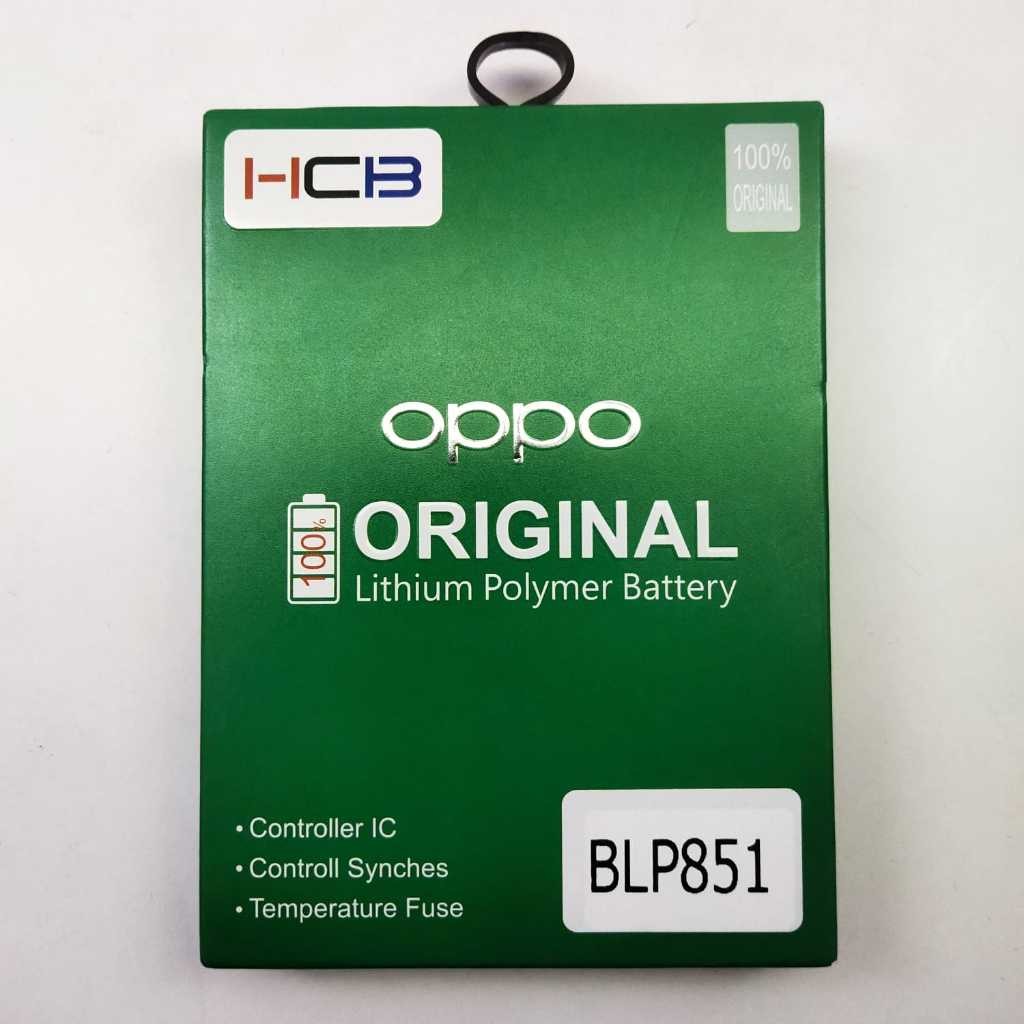 HCB
100%
ORIGINAL
oppo
100%
ORIGINAL
Lithium Polymer Battery
• Controller IC
• Controll Synches
• Temperature Fuse
BLP851